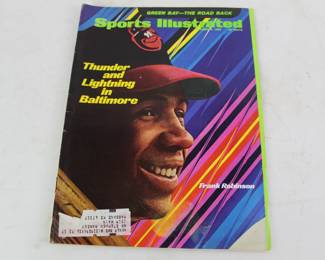 GREEN BAY—THE ROAD BACK
Sports Illustrated
Thunder
and
Lightning in
Baltimore
Frank Robinson